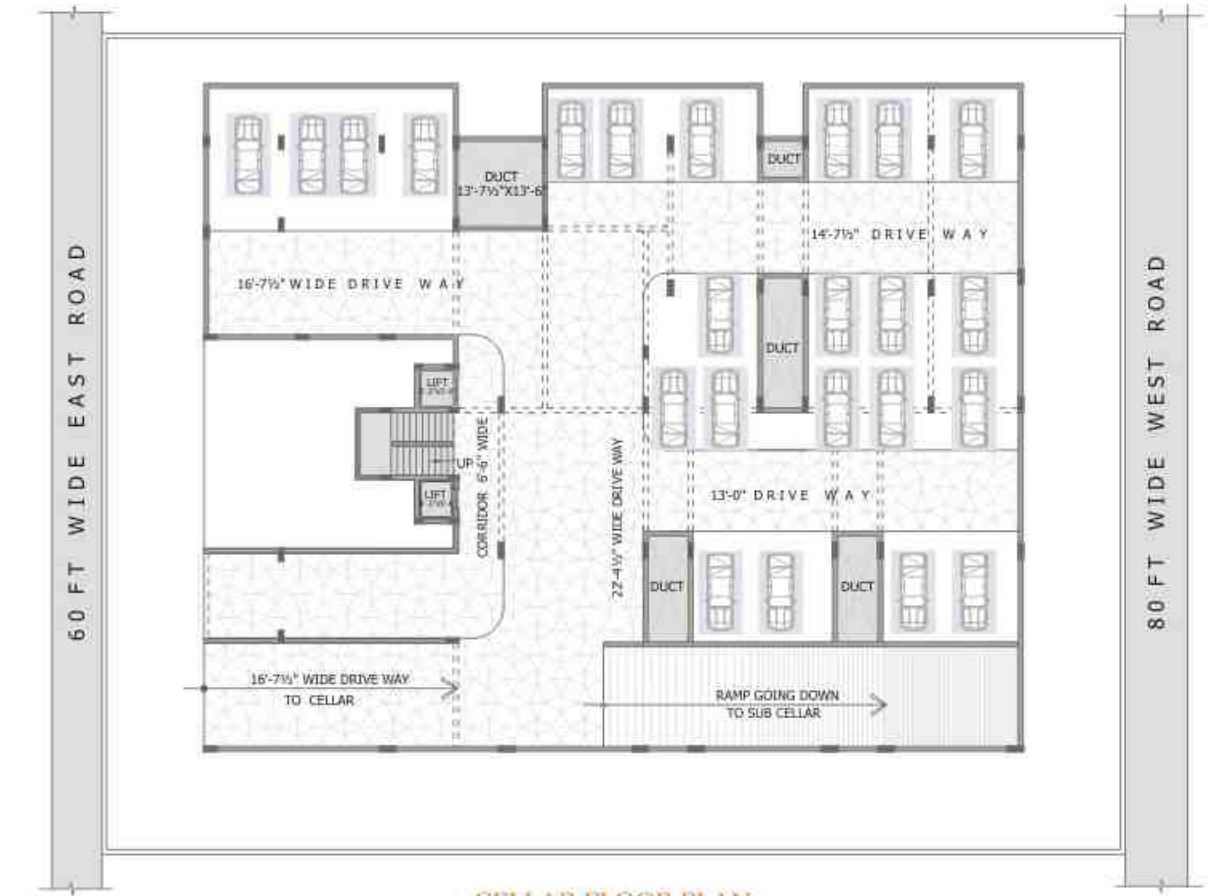 60 FT WIDE EAST ROAD
80 FT WIDE WEST ROAD
DUCT
13'-7½"X13'-6"
DUCT
14'-7½" DRIVE WAY
16'-7½" WIDE DRIVE WAY
DUCT
LIFT
UP
LIFT
CORRIDOR 6'-6" WIDE
22'-4½" WIDE DRIVE WAY
13'-0" DRIVE WAY
DUCT
DUCT
16'-7½" WIDE DRIVE WAY
TO CELLAR
RAMP GOING DOWN
TO SUB CELLAR
CELLAR FLOOR PLAN